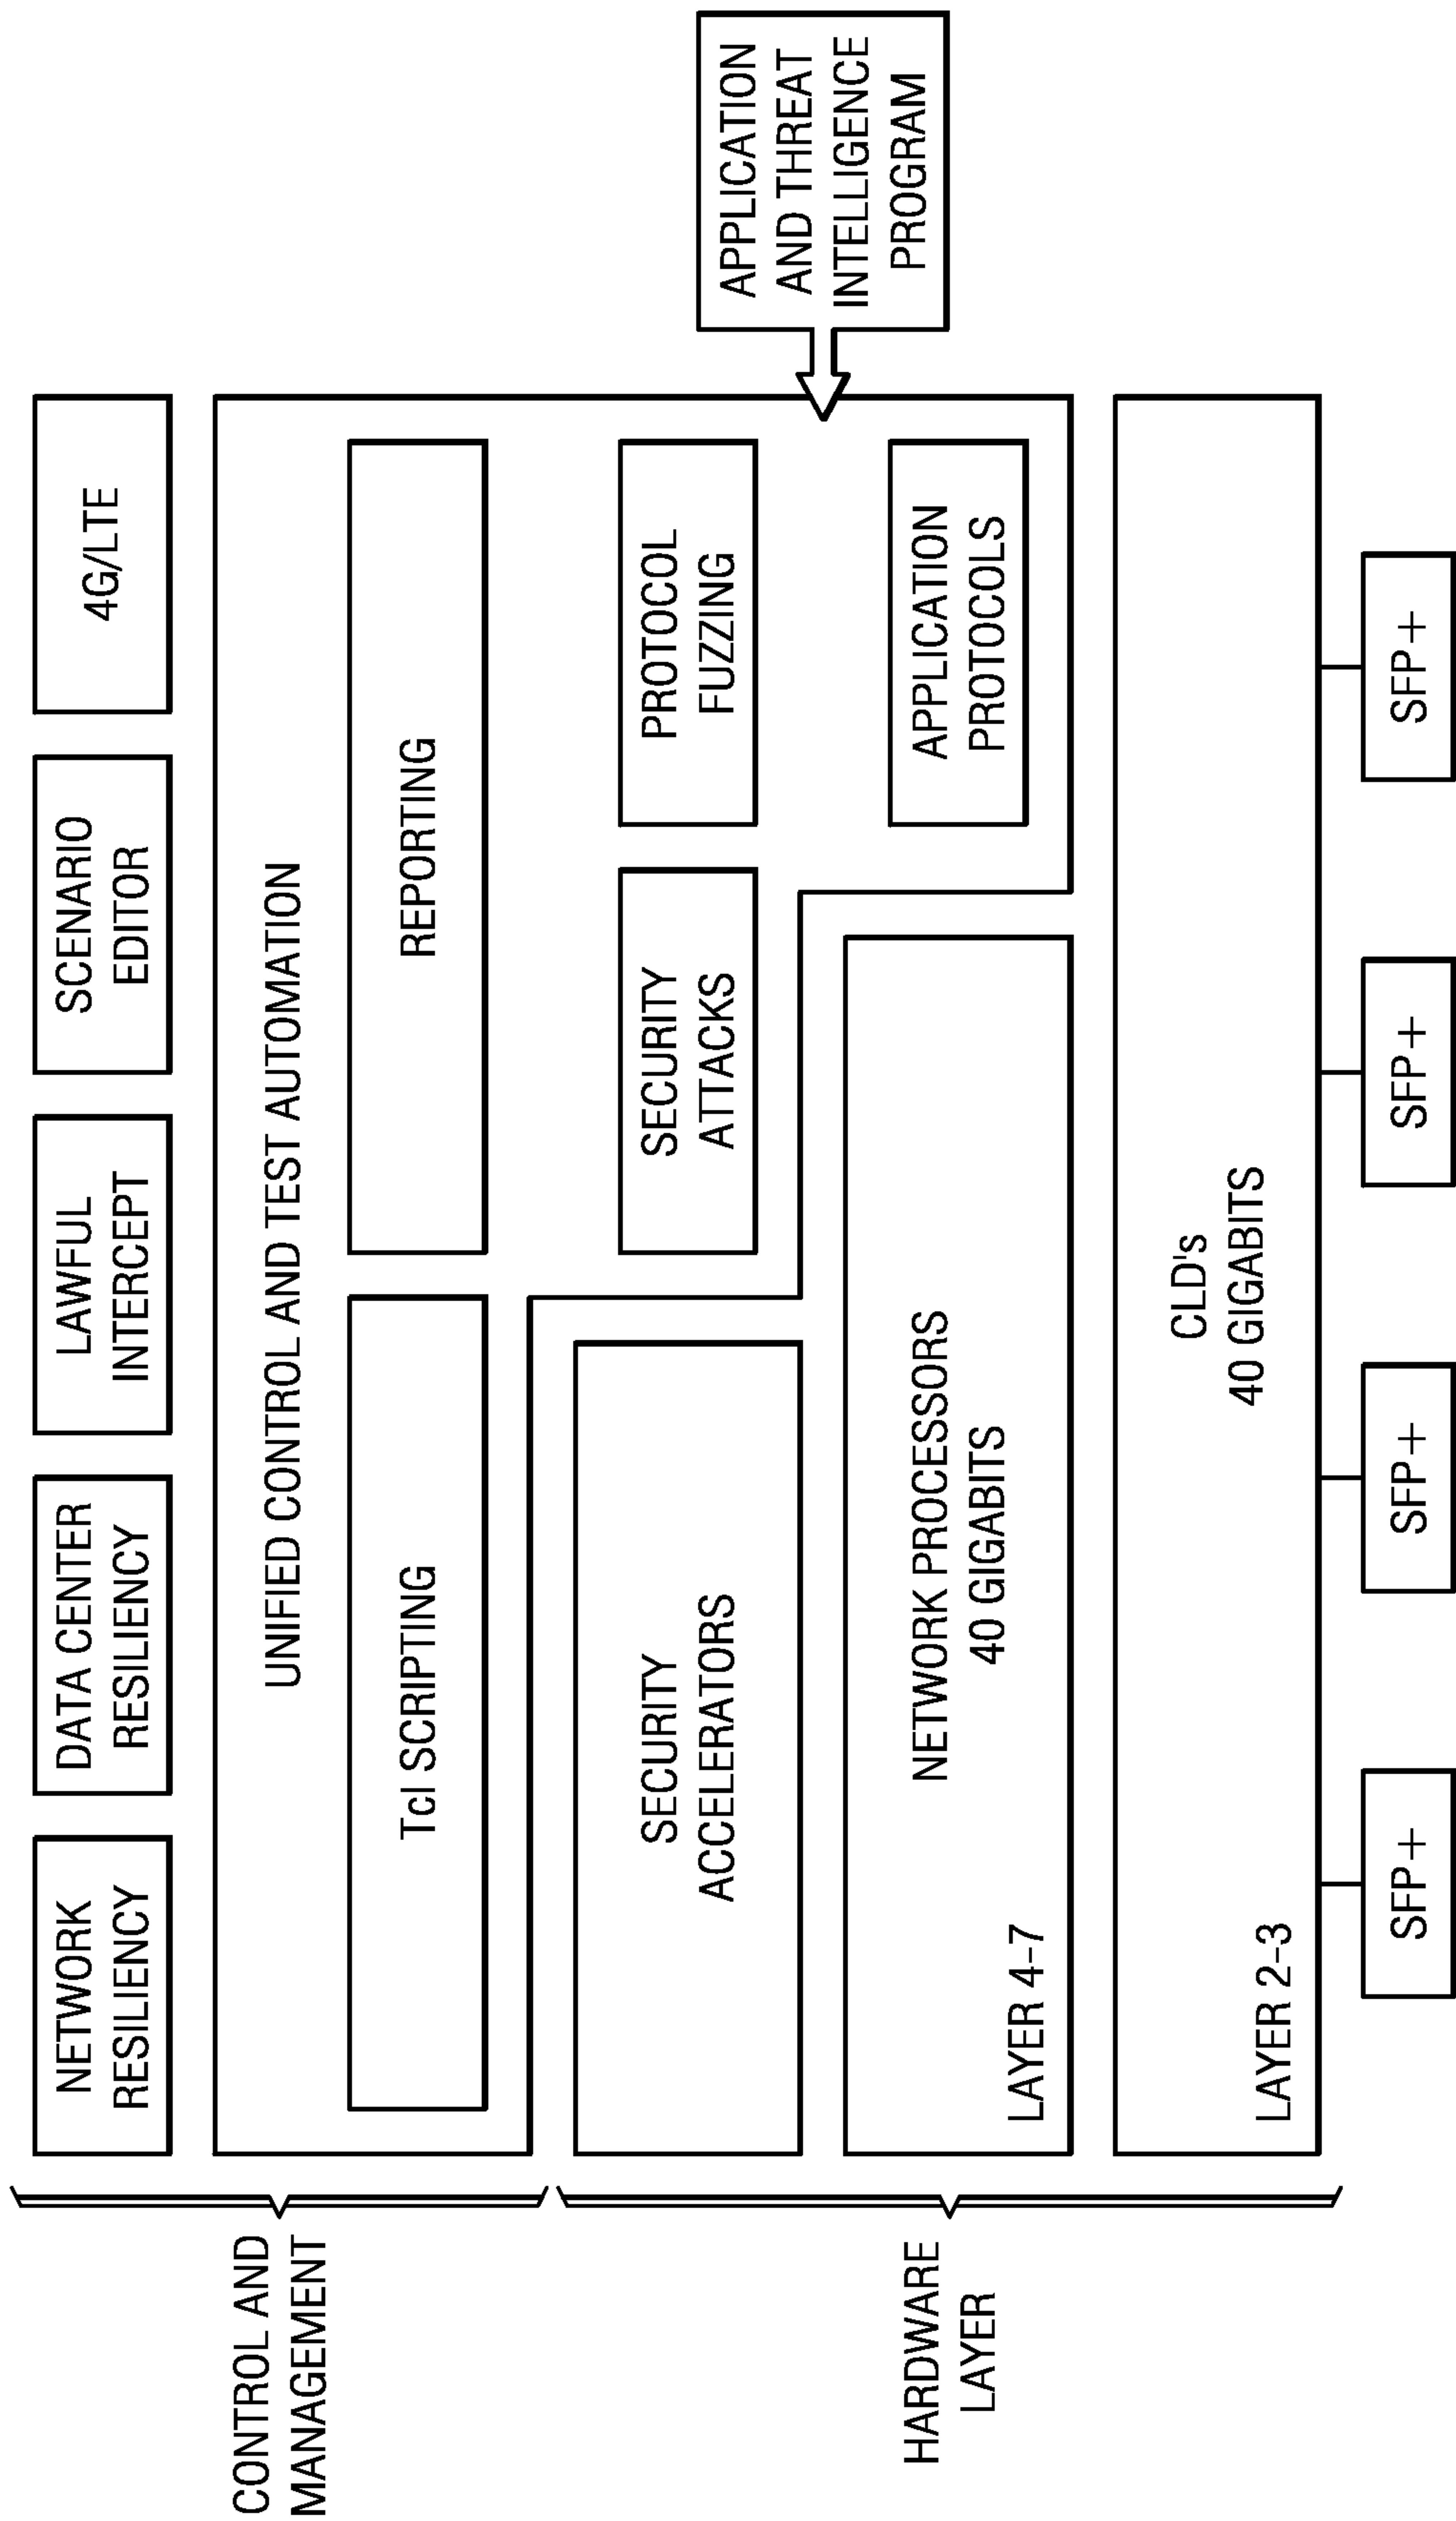 NETWORK
RESILIENCY
DATA CENTER
RESILIENCY
LAWFUL
INTERCEPT
SCENARIO
EDITOR
4G/LTE
CONTROL AND
MANAGEMENT
UNIFIED CONTROL AND TEST AUTOMATION
Tcl SCRIPTING
REPORTING
SECURITY
ACCELERATORS
SECURITY
ATTACKS
PROTOCOL
FUZZING
APPLICATION
AND THREAT
INTELLIGENCE
PROGRAM
HARDWARE
LAYER
NETWORK PROCESSORS
40 GIGABITS
LAYER 4-7
APPLICATION
PROTOCOLS
CLD's
40 GIGABITS
LAYER 2-3
SFP+
SFP+
SFP+
SFP+